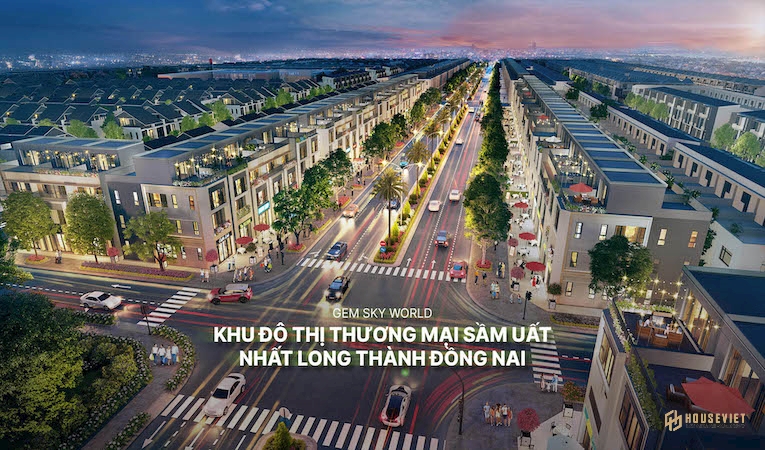 GEM SKY WORLD
KHU ĐÔ THỊ THƯƠNG MẠI SẦM UẤT
NHẤT LONG THÀNH ĐỒNG NAI
HOUSEVIET